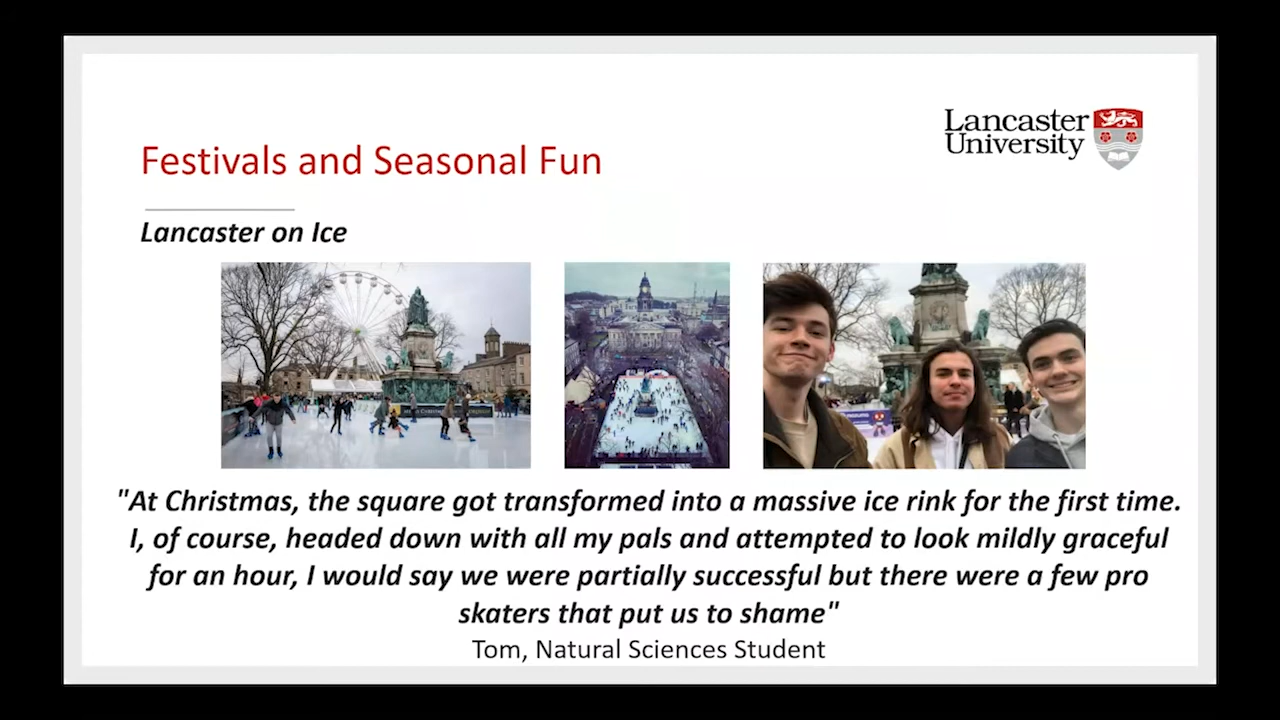 Lancaster
University
Festivals and Seasonal Fun
Lancaster on Ice
"At Christmas, the square got transformed into a massive ice rink for the first time.
I, of course, headed down with all my pals and attempted to look mildly graceful
for an hour, I would say we were partially successful but there were a few pro
skaters that put us to shame"
Tom, Natural Sciences Student